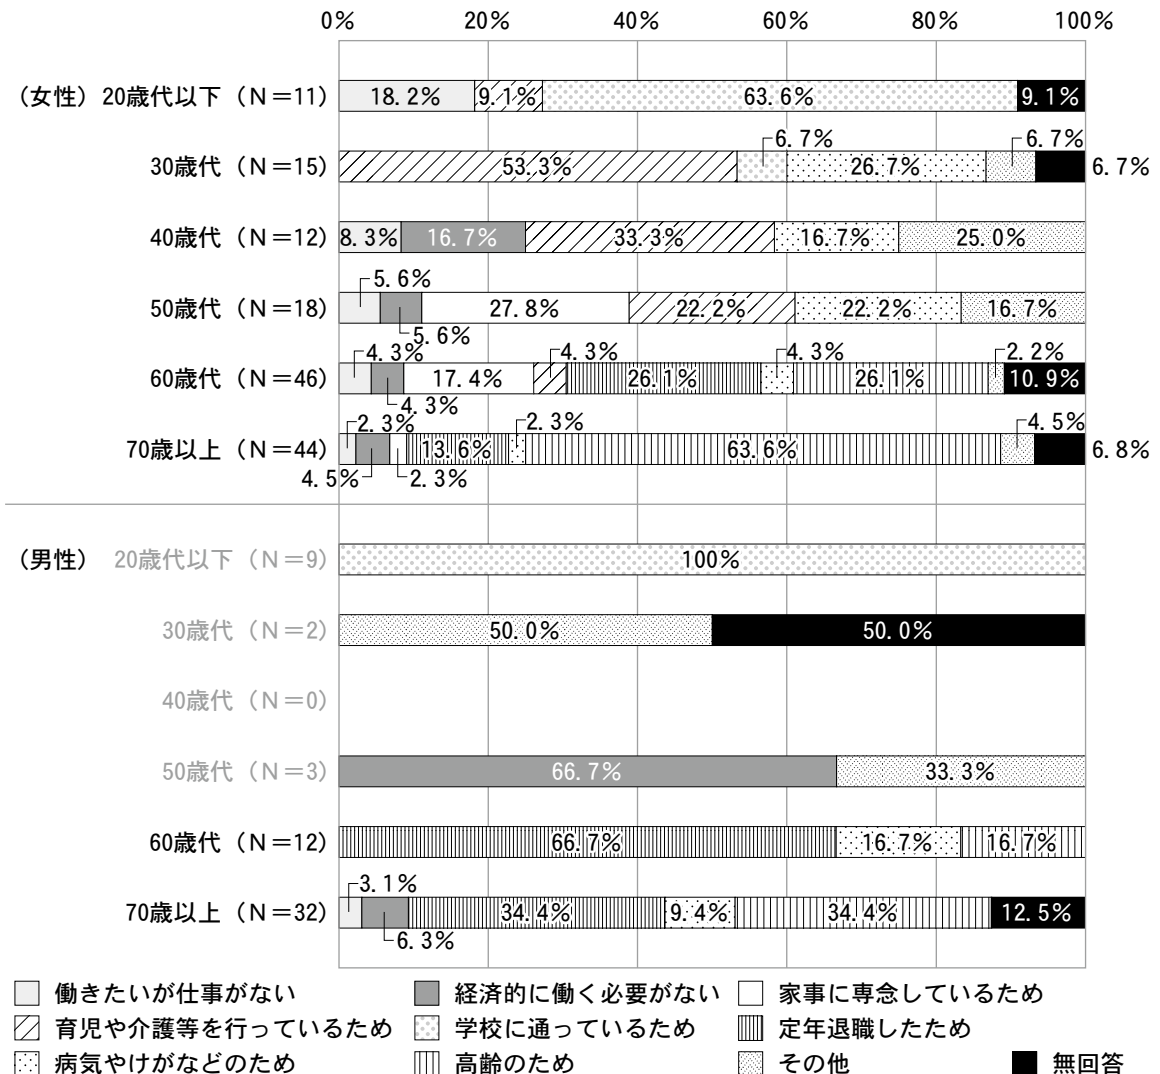 0% 20% 40% 60% 80% 100%
（女性） 20歳代以下（Ｎ＝11） 18.2% 9.1% 63.6% 9.1%
30歳代（Ｎ＝15） 53.3% 6.7% 26.7% 6.7% 6.7%
40歳代（Ｎ＝12） 8.3% 16.7% 33.3% 16.7% 25.0%
50歳代（Ｎ＝18） 5.6% 5.6% 27.8% 22.2% 22.2% 16.7%
60歳代（Ｎ＝46） 4.3% 4.3% 17.4% 4.3% 26.1% 4.3% 26.1% 2.2% 10.9%
70歳以上（Ｎ＝44） 2.3% 4.5% 2.3% 13.6% 2.3% 63.6% 4.5% 6.8%
（男性） 20歳代以下（Ｎ＝9） 100%
30歳代（Ｎ＝2） 50.0% 50.0%
40歳代（Ｎ＝0）
50歳代（Ｎ＝3） 66.7% 33.3%
60歳代（Ｎ＝12） 66.7% 16.7% 16.7%
70歳以上（Ｎ＝32） 3.1% 6.3% 34.4% 9.4% 34.4% 12.5%
働きたいが仕事がない 経済的に働く必要がない 家事に専念しているため
育児や介護等を行っているため 学校に通っているため 定年退職したため
病気やけがなどのため 高齢のため その他 無回答